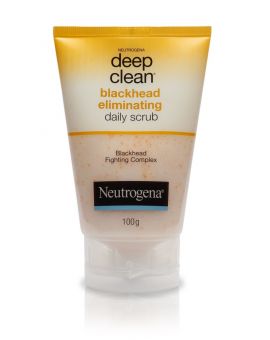 NEUTROGENA
deep
clean®
blackhead
eliminating
daily scrub
Blackhead
Fighting Complex
Neutrogena®
100g